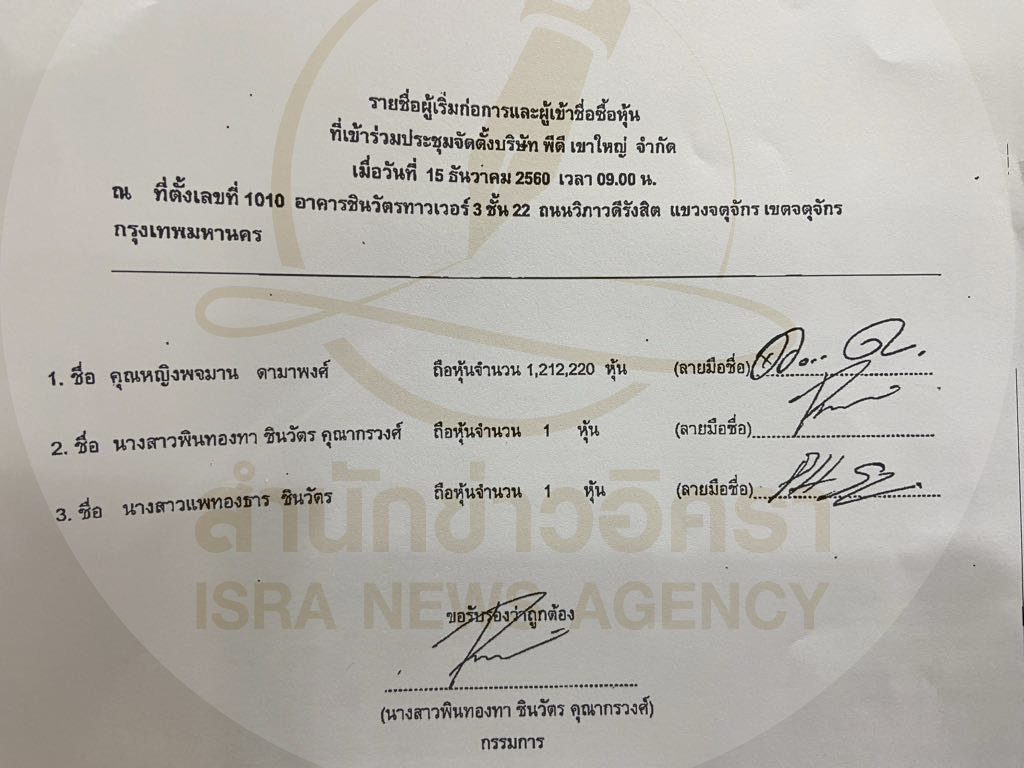 รายชื่อผู้เริ่มก่อการและผู้เข้าชื่อซื้อหุ้น
ที่เข้าร่วมประชุมจัดตั้งบริษัท พีดี เขาใหญ่ จำกัด
เมื่อวันที่ 15 ธันวาคม 2560 เวลา 09.00 น.
ณ ที่ตั้งเลขที่ 1010 อาคารชินวัตรทาวเวอร์ 3 ชั้น 22 ถนนวิภาวดีรังสิต แขวงจตุจักร เขตจตุจักร
กรุงเทพมหานคร
1. ชื่อ คุณหญิงพจมาน ดามาพงศ์ ถือหุ้นจำนวน 1,212,220 หุ้น (ลายมือชื่อ)
2. ชื่อ นางสาวพินทองทา ชินวัตร คุณากรวงศ์ ถือหุ้นจำนวน 1 หุ้น (ลายมือชื่อ)
3. ชื่อ นางสาวแพทองธาร ชินวัตร ถือหุ้นจำนวน 1 หุ้น (ลายมือชื่อ)
สำนักข่าวอิศรา
ISRA NEWS AGENCY
ขอรับรองว่าถูกต้อง
(นางสาวพินทองทา ชินวัตร คุณากรวงศ์)
กรรมการ